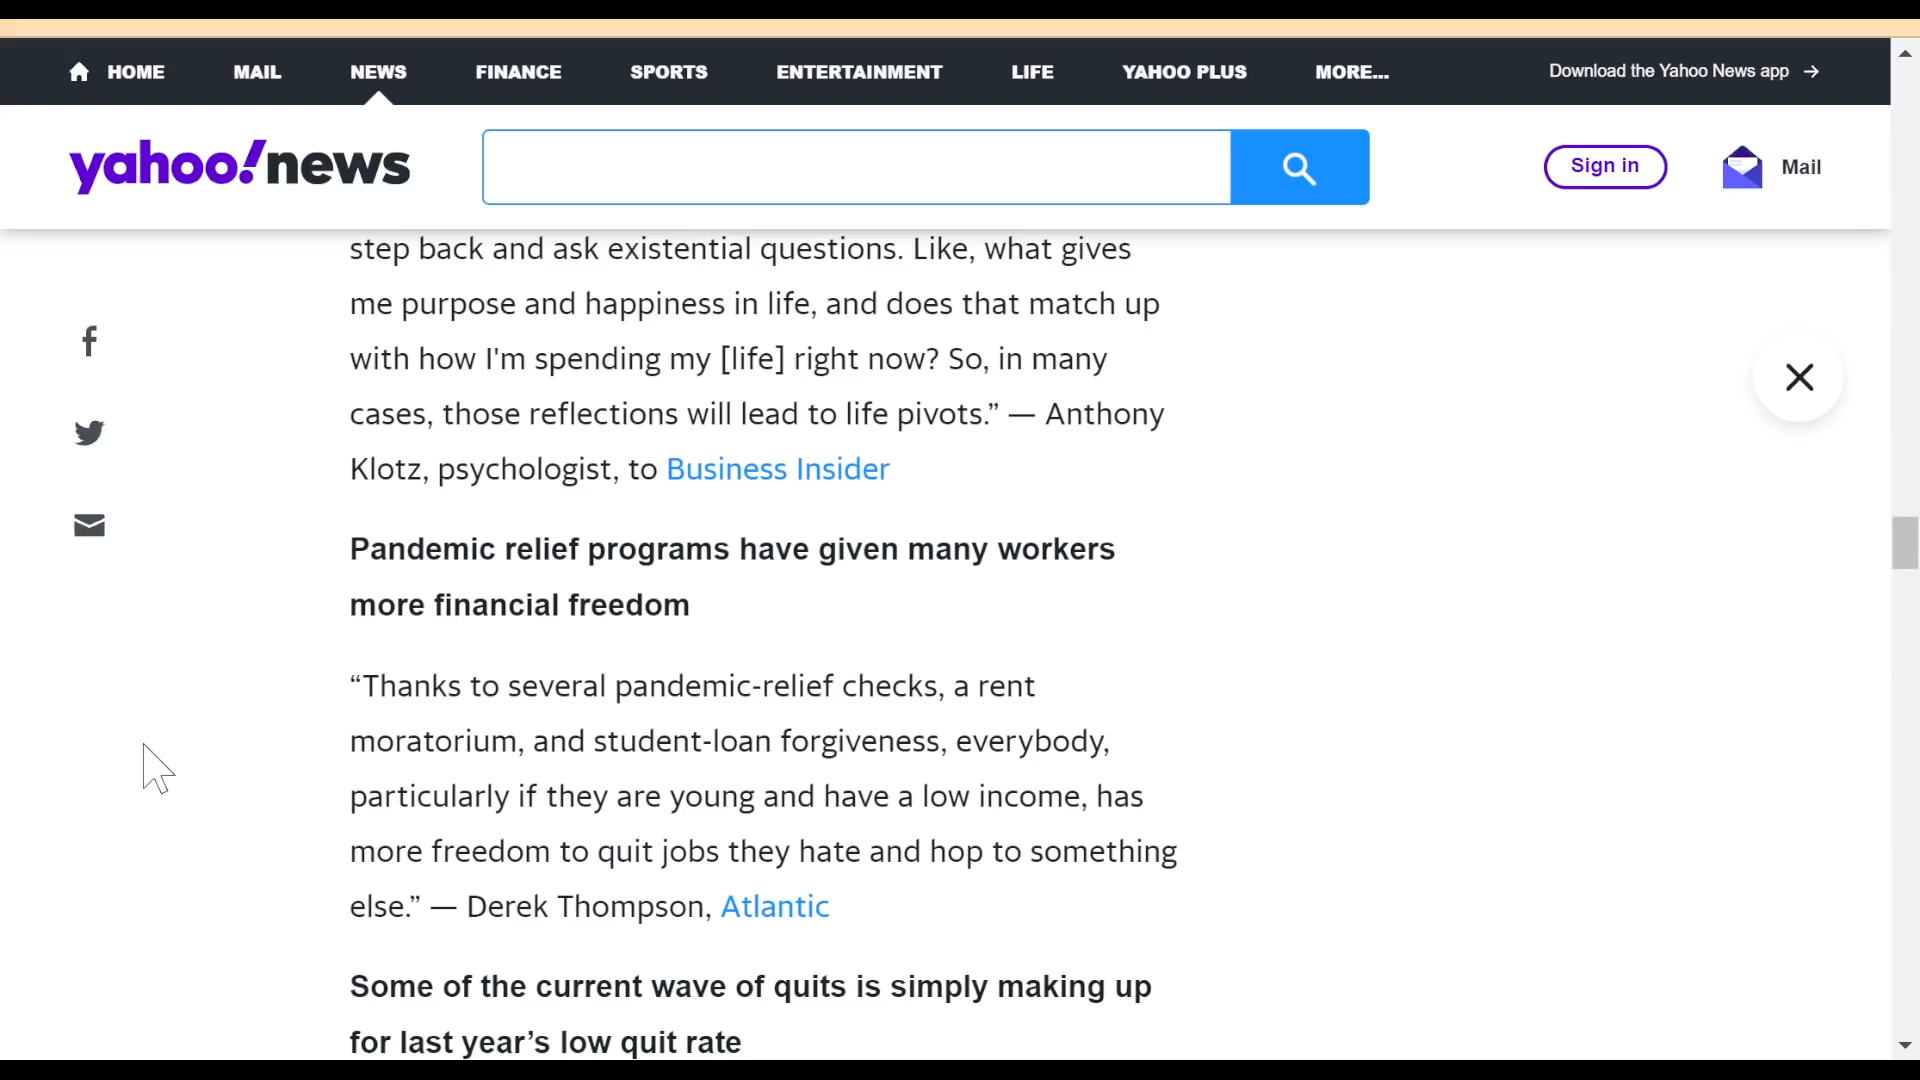 HOME MAIL NEWS FINANCE SPORTS ENTERTAINMENT LIFE YAHOO PLUS MORE... Download the Yahoo News app →
yahoo!news Sign in Mail
step back and ask existential questions. Like, what gives
me purpose and happiness in life, and does that match up
with how I'm spending my [life] right now? So, in many
cases, those reflections will lead to life pivots.” — Anthony
Klotz, psychologist, to Business Insider
Pandemic relief programs have given many workers
more financial freedom
“Thanks to several pandemic-relief checks, a rent
moratorium, and student-loan forgiveness, everybody,
particularly if they are young and have a low income, has
more freedom to quit jobs they hate and hop to something
else.” — Derek Thompson, Atlantic
Some of the current wave of quits is simply making up
for last year’s low quit rate